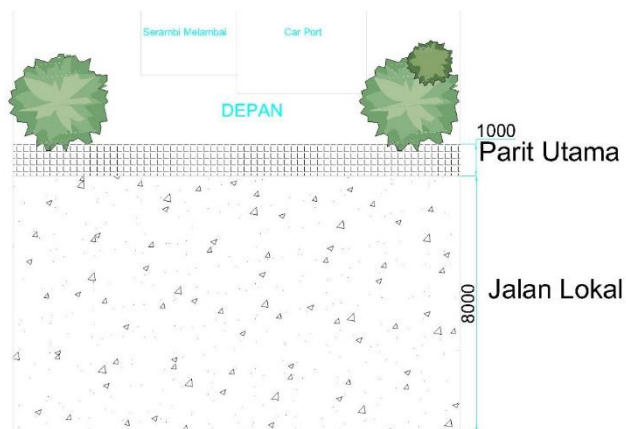 Serambi Melambai
Car Port
DEPAN
1000
Parit Utama
8000
Jalan Lokal